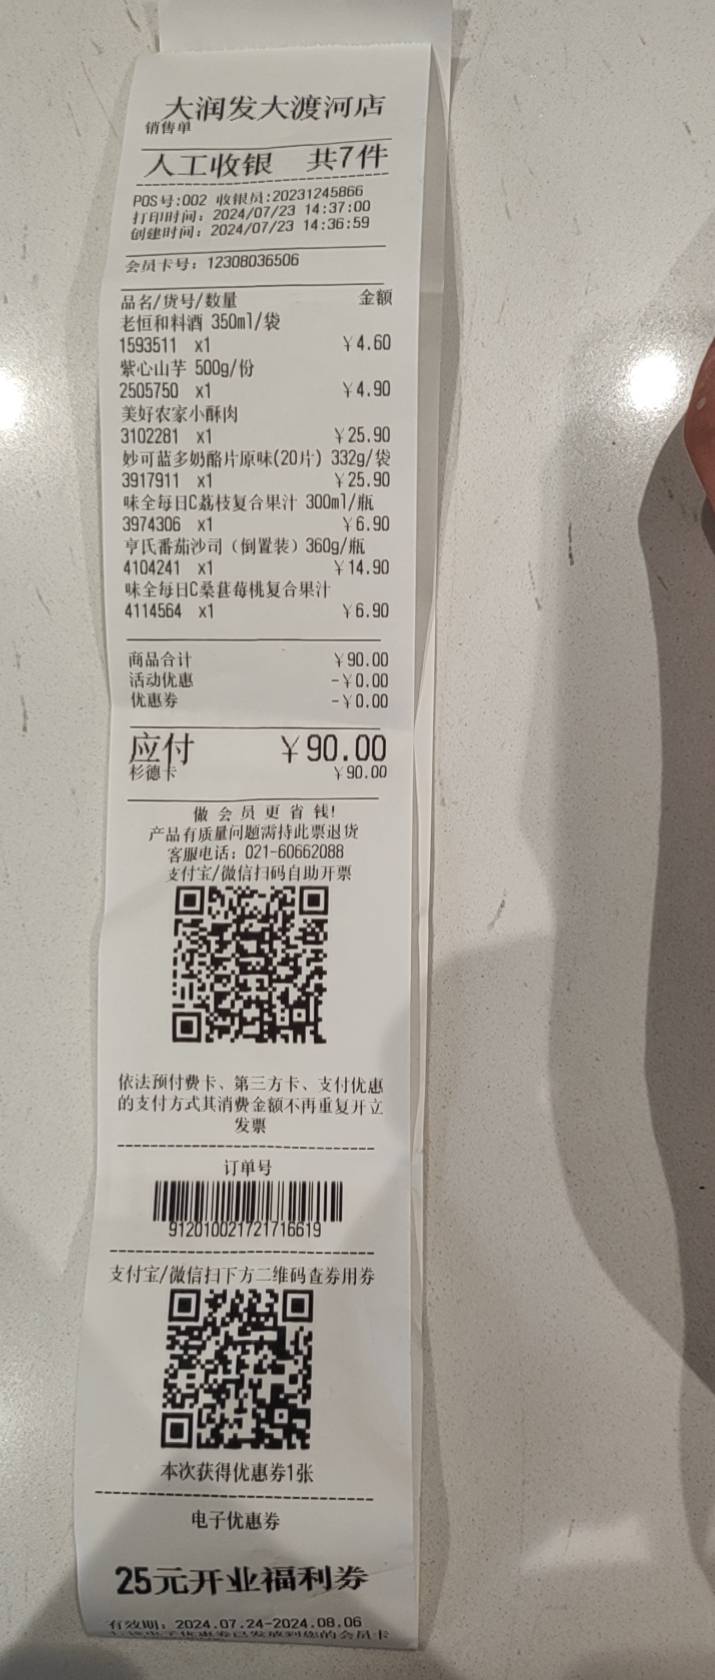 大润发大渡河店
销售单
人工收银 共7件
POS号:002 收银员:20231245866
打印时间: 2024/07/23 14:37:00
创建时间: 2024/07/23 14:36:59
会员卡号: 12308036506
品名/货号/数量 金额
老恒和料酒 350ml/袋
1593511 x1 ¥4.60
紫心山芋 500g/份
2505750 x1 ¥4.90
美好农家小酥肉
3102281 x1 ¥25.90
妙可蓝多奶酪片原味(20片) 332g/袋
3917911 x1 ¥25.90
味全每日C荔枝复合果汁 300ml/瓶
3974306 x1 ¥6.90
亨氏番茄沙司（倒置装）360g/瓶
4104241 x1 ¥14.90
味全每日C桑葚莓桃复合果汁
4114564 x1 ¥6.90
商品合计 ¥90.00
活动优惠 -¥0.00
优惠券 -¥0.00
应付 ¥90.00
杉德卡 ¥90.00
做 会 员 更 省 钱!
产品有质量问题需持此票退货
客服电话: 021-60662088
支付宝/微信扫码自助开票
依法预付费卡、第三方卡、支付优惠
的支付方式其消费金额不再重复开立
发票
订单号
912010021721716619
支付宝/微信扫下方二维码查券用券
本次获得优惠券1张
电子优惠券
25元开业福利券
有效期: 2024.07.24-2024.08.06
电子优惠券已发放到您的会员卡